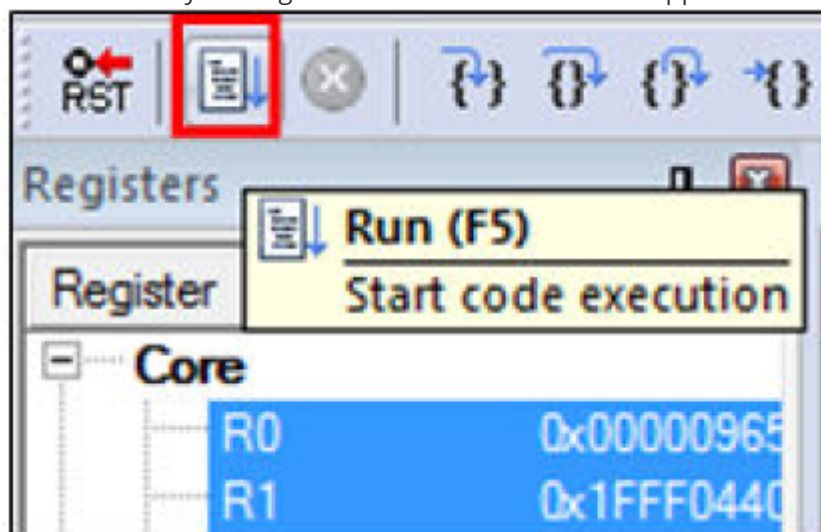 RST
Registers
Run (F5)
Start code execution
Register
Core
R0 0x00000965
R1 0x1FFF0440